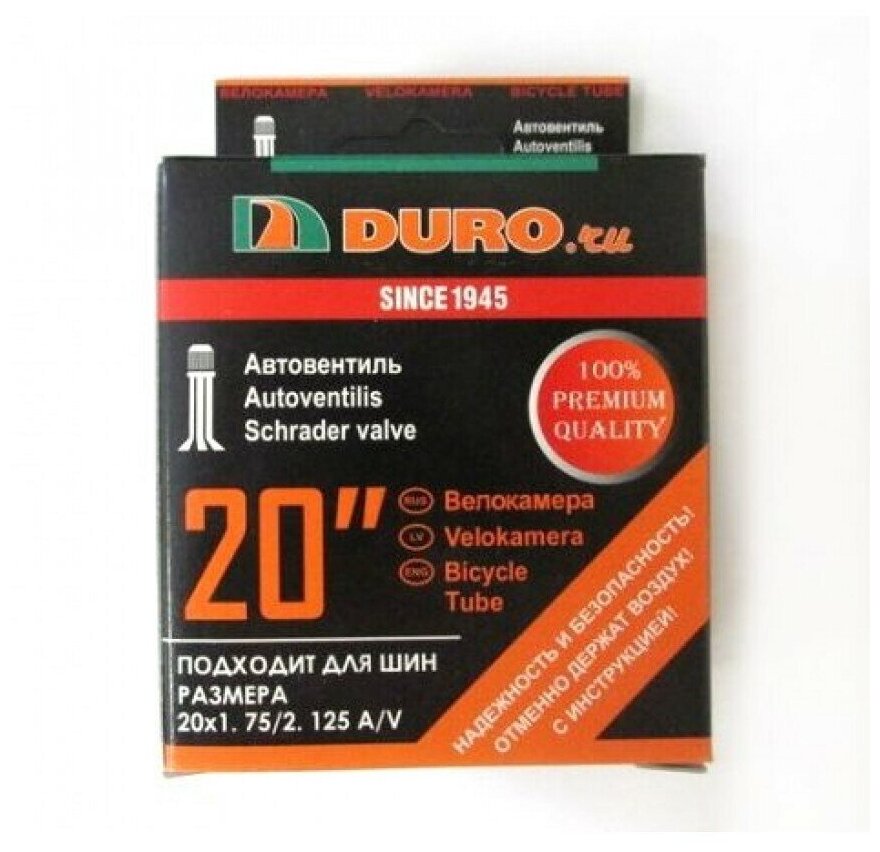 ВЕЛОКАМЕРА VELOKAMERA BICYCLE TUBE
Автовентиль
Autoventilis
DURO.ru
SINCE 1945
Автовентиль
Autoventilis
Schrader valve
100%
PREMIUM
QUALITY
20"
RUS Велокамера
LV Velokamera
ENG Bicycle
Tube
ПОДХОДИТ ДЛЯ ШИН
РАЗМЕРА
20x1. 75/2. 125 A/V
НАДЕЖНОСТЬ И БЕЗОПАСНОСТЬ!
ОТМЕННО ДЕРЖАТ ВОЗДУХ!
С ИНСТРУКЦИЕЙ!